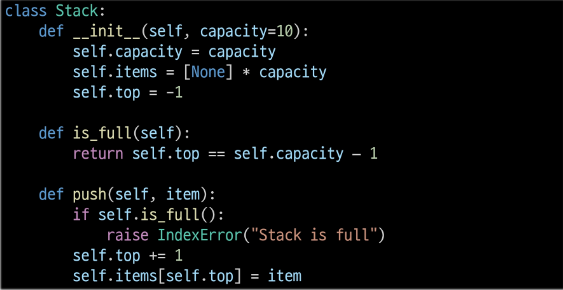 class Stack:
    def __init__(self, capacity=10):
        self.capacity = capacity
        self.items = [None] * capacity
        self.top = -1

    def is_full(self):
        return self.top == self.capacity - 1

    def push(self, item):
        if self.is_full():
            raise IndexError("Stack is full")
        self.top += 1
        self.items[self.top] = item